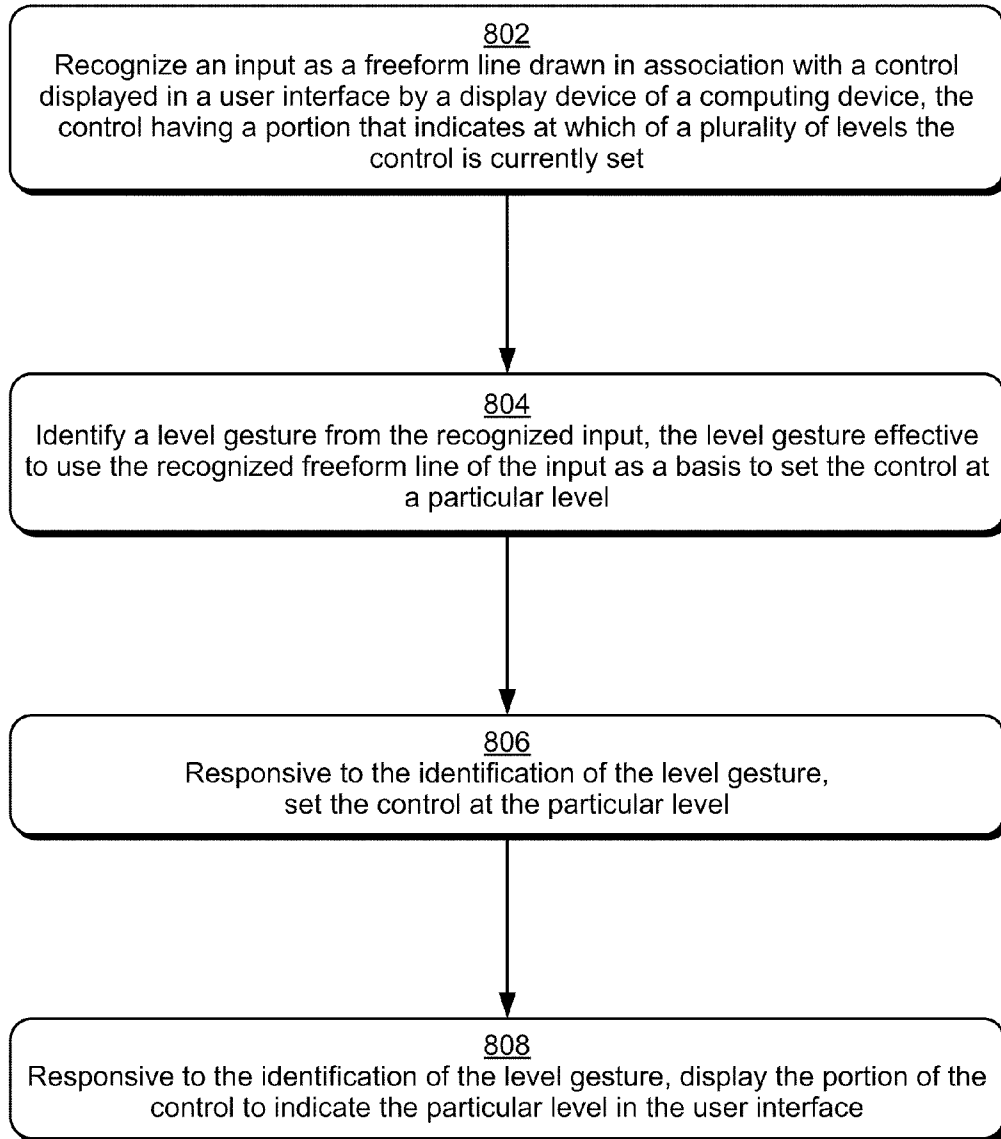 802
Recognize an input as a freeform line drawn in association with a control
displayed in a user interface by a display device of a computing device, the
control having a portion that indicates at which of a plurality of levels the
control is currently set
804
Identify a level gesture from the recognized input, the level gesture effective
to use the recognized freeform line of the input as a basis to set the control at
a particular level
806
Responsive to the identification of the level gesture,
set the control at the particular level
808
Responsive to the identification of the level gesture, display the portion of the
control to indicate the particular level in the user interface